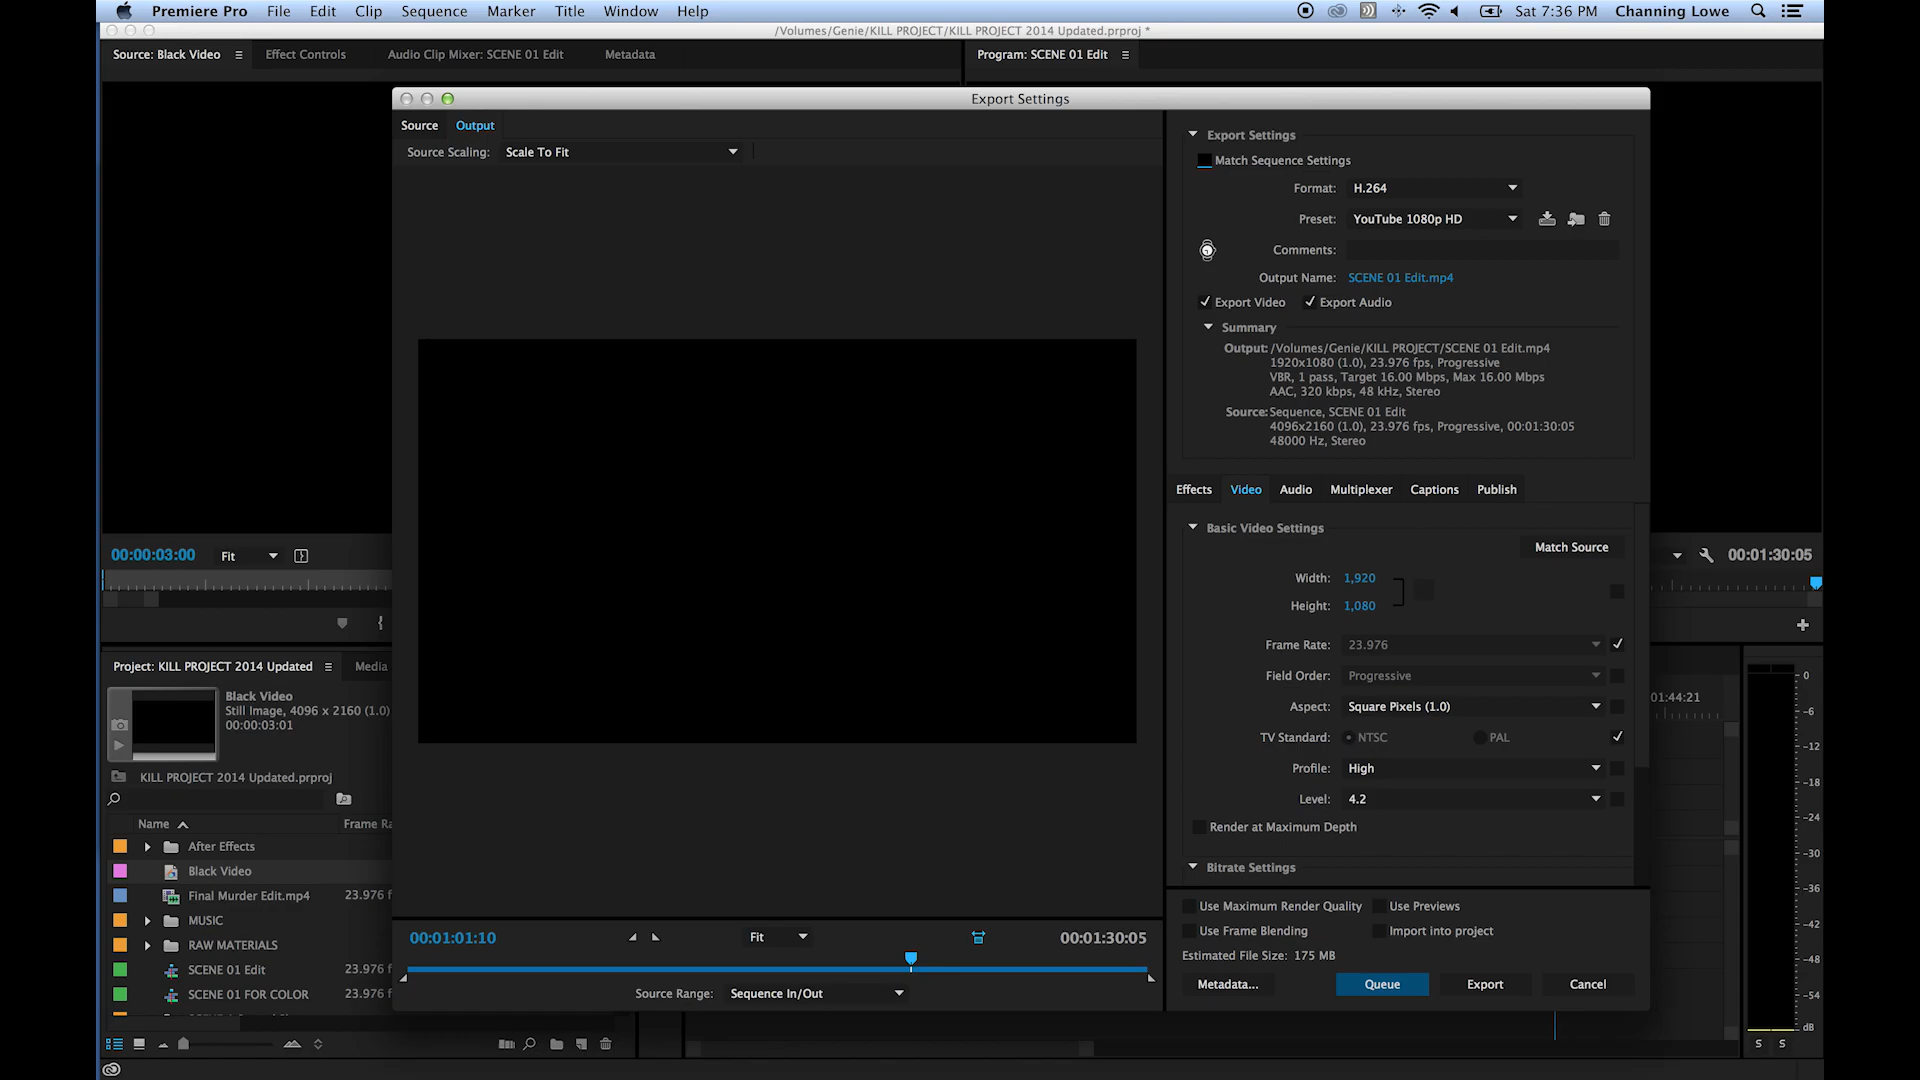 Premiere Pro File Edit Clip Sequence Marker Title Window Help Sat 7:36 PM Channing Lowe
/Volumes/Genie/KILL PROJECT/KILL PROJECT 2014 Updated.prproj *
Source: Black Video Effect Controls Audio Clip Mixer: SCENE 01 Edit Metadata Program: SCENE 01 Edit
Export Settings
Source Output
Source Scaling: Scale To Fit
Export Settings
Match Sequence Settings
Format: H.264
Preset: YouTube 1080p HD
Comments:
Output Name: SCENE 01 Edit.mp4
Export Video Export Audio
Summary
Output: /Volumes/Genie/KILL PROJECT/SCENE 01 Edit.mp4
1920x1080 (1.0), 23.976 fps, Progressive
VBR, 1 pass, Target 16.00 Mbps, Max 16.00 Mbps
AAC, 320 kbps, 48 kHz, Stereo
Source: Sequence, SCENE 01 Edit
4096x2160 (1.0), 23.976 fps, Progressive, 00:01:30:05
48000 Hz, Stereo
Effects Video Audio Multiplexer Captions Publish
Basic Video Settings
Match Source
Width: 1,920
Height: 1,080
Frame Rate: 23.976
Field Order: Progressive
Aspect: Square Pixels (1.0)
TV Standard: NTSC PAL
Profile: High
Level: 4.2
Render at Maximum Depth
Bitrate Settings
Use Maximum Render Quality Use Previews
Use Frame Blending Import into project
Estimated File Size: 175 MB
Metadata... Queue Export Cancel
00:01:01:10 Fit 00:01:30:05
Source Range: Sequence In/Out
00:00:03:00 Fit
00:01:30:05
Project: KILL PROJECT 2014 Updated Media
Black Video
Still Image, 4096 x 2160 (1.0)
00:00:03:01
KILL PROJECT 2014 Updated.prproj
Name Frame Ra
After Effects
Black Video
Final Murder Edit.mp4 23.976 f
MUSIC
RAW MATERIALS
SCENE 01 Edit 23.976 f
SCENE 01 FOR COLOR 23.976 f
01:44:21
0
-6
-12
-18
-24
-30
-36
-42
-48
-54
dB
S S